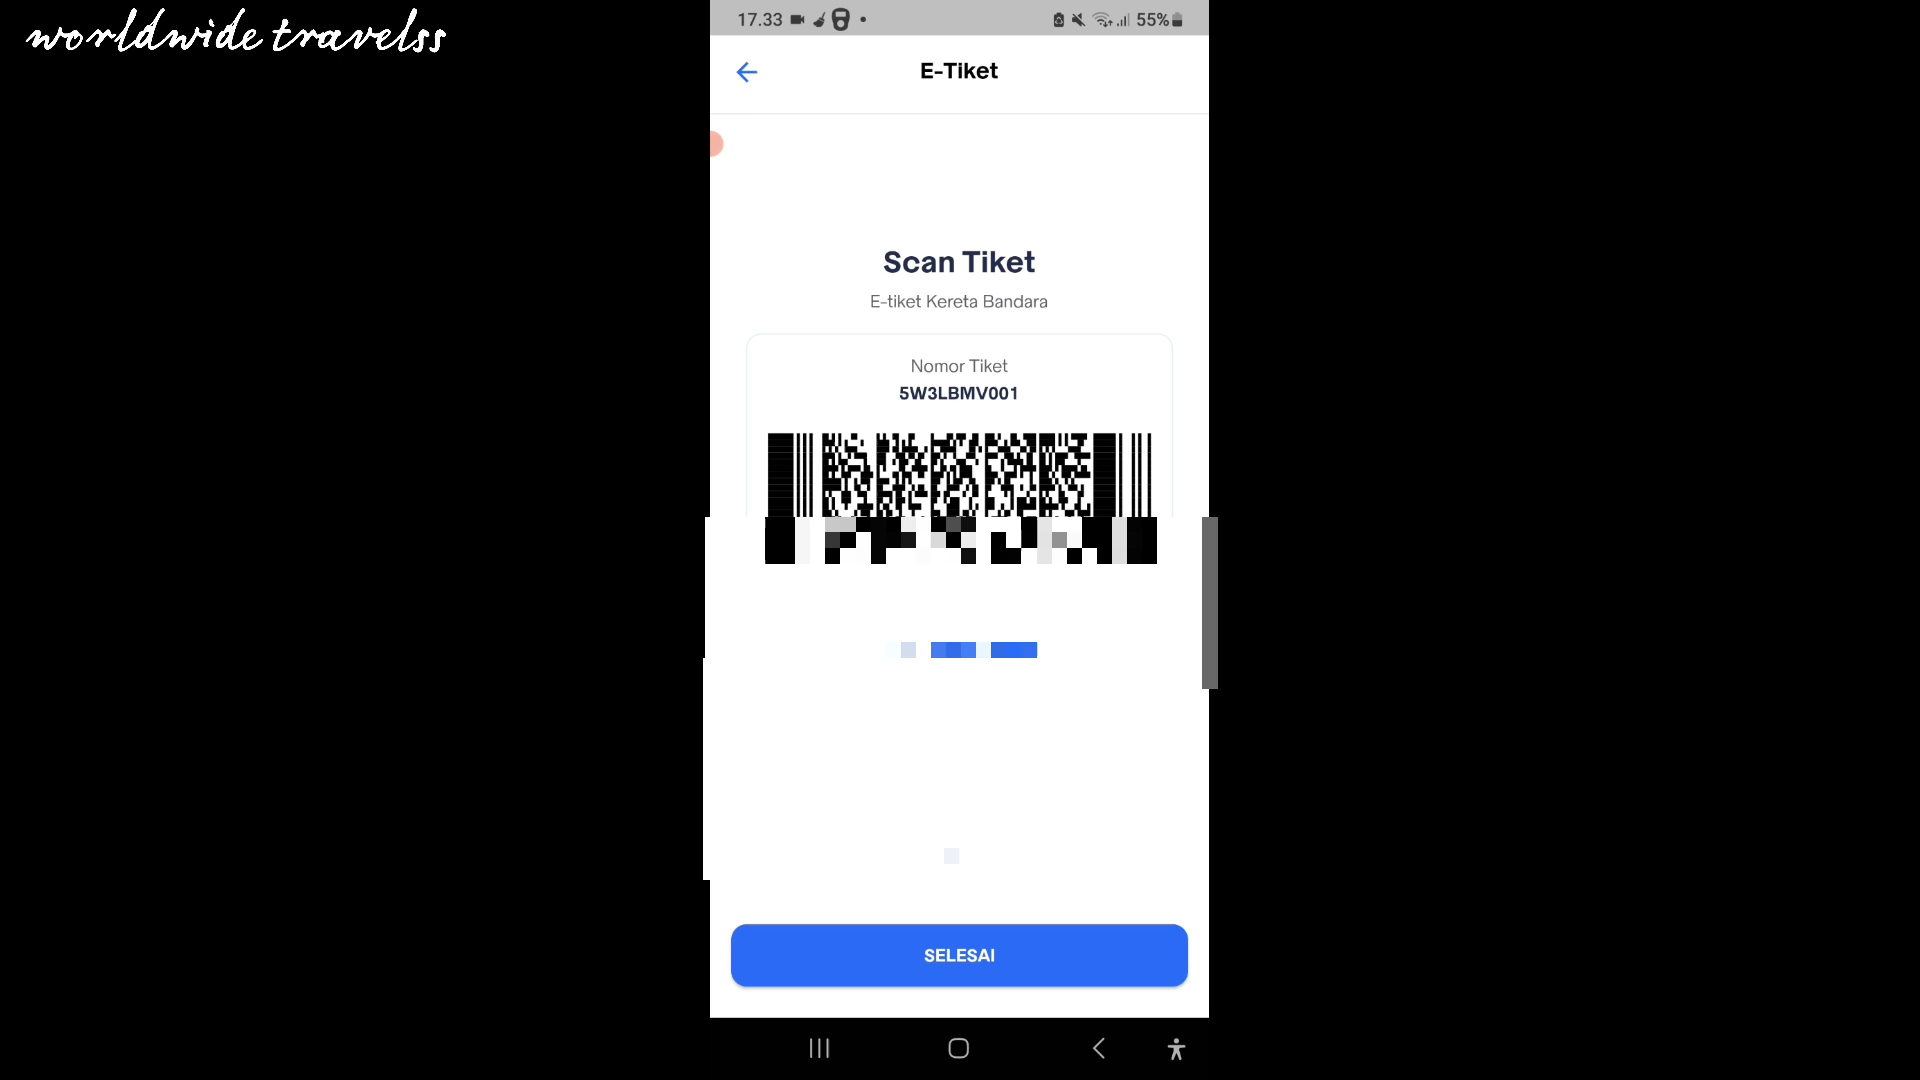 worldwide travelss
17.33
55%
E-Tiket
Scan Tiket
E-tiket Kereta Bandara
Nomor Tiket
5W3LBMV001
SELESAI